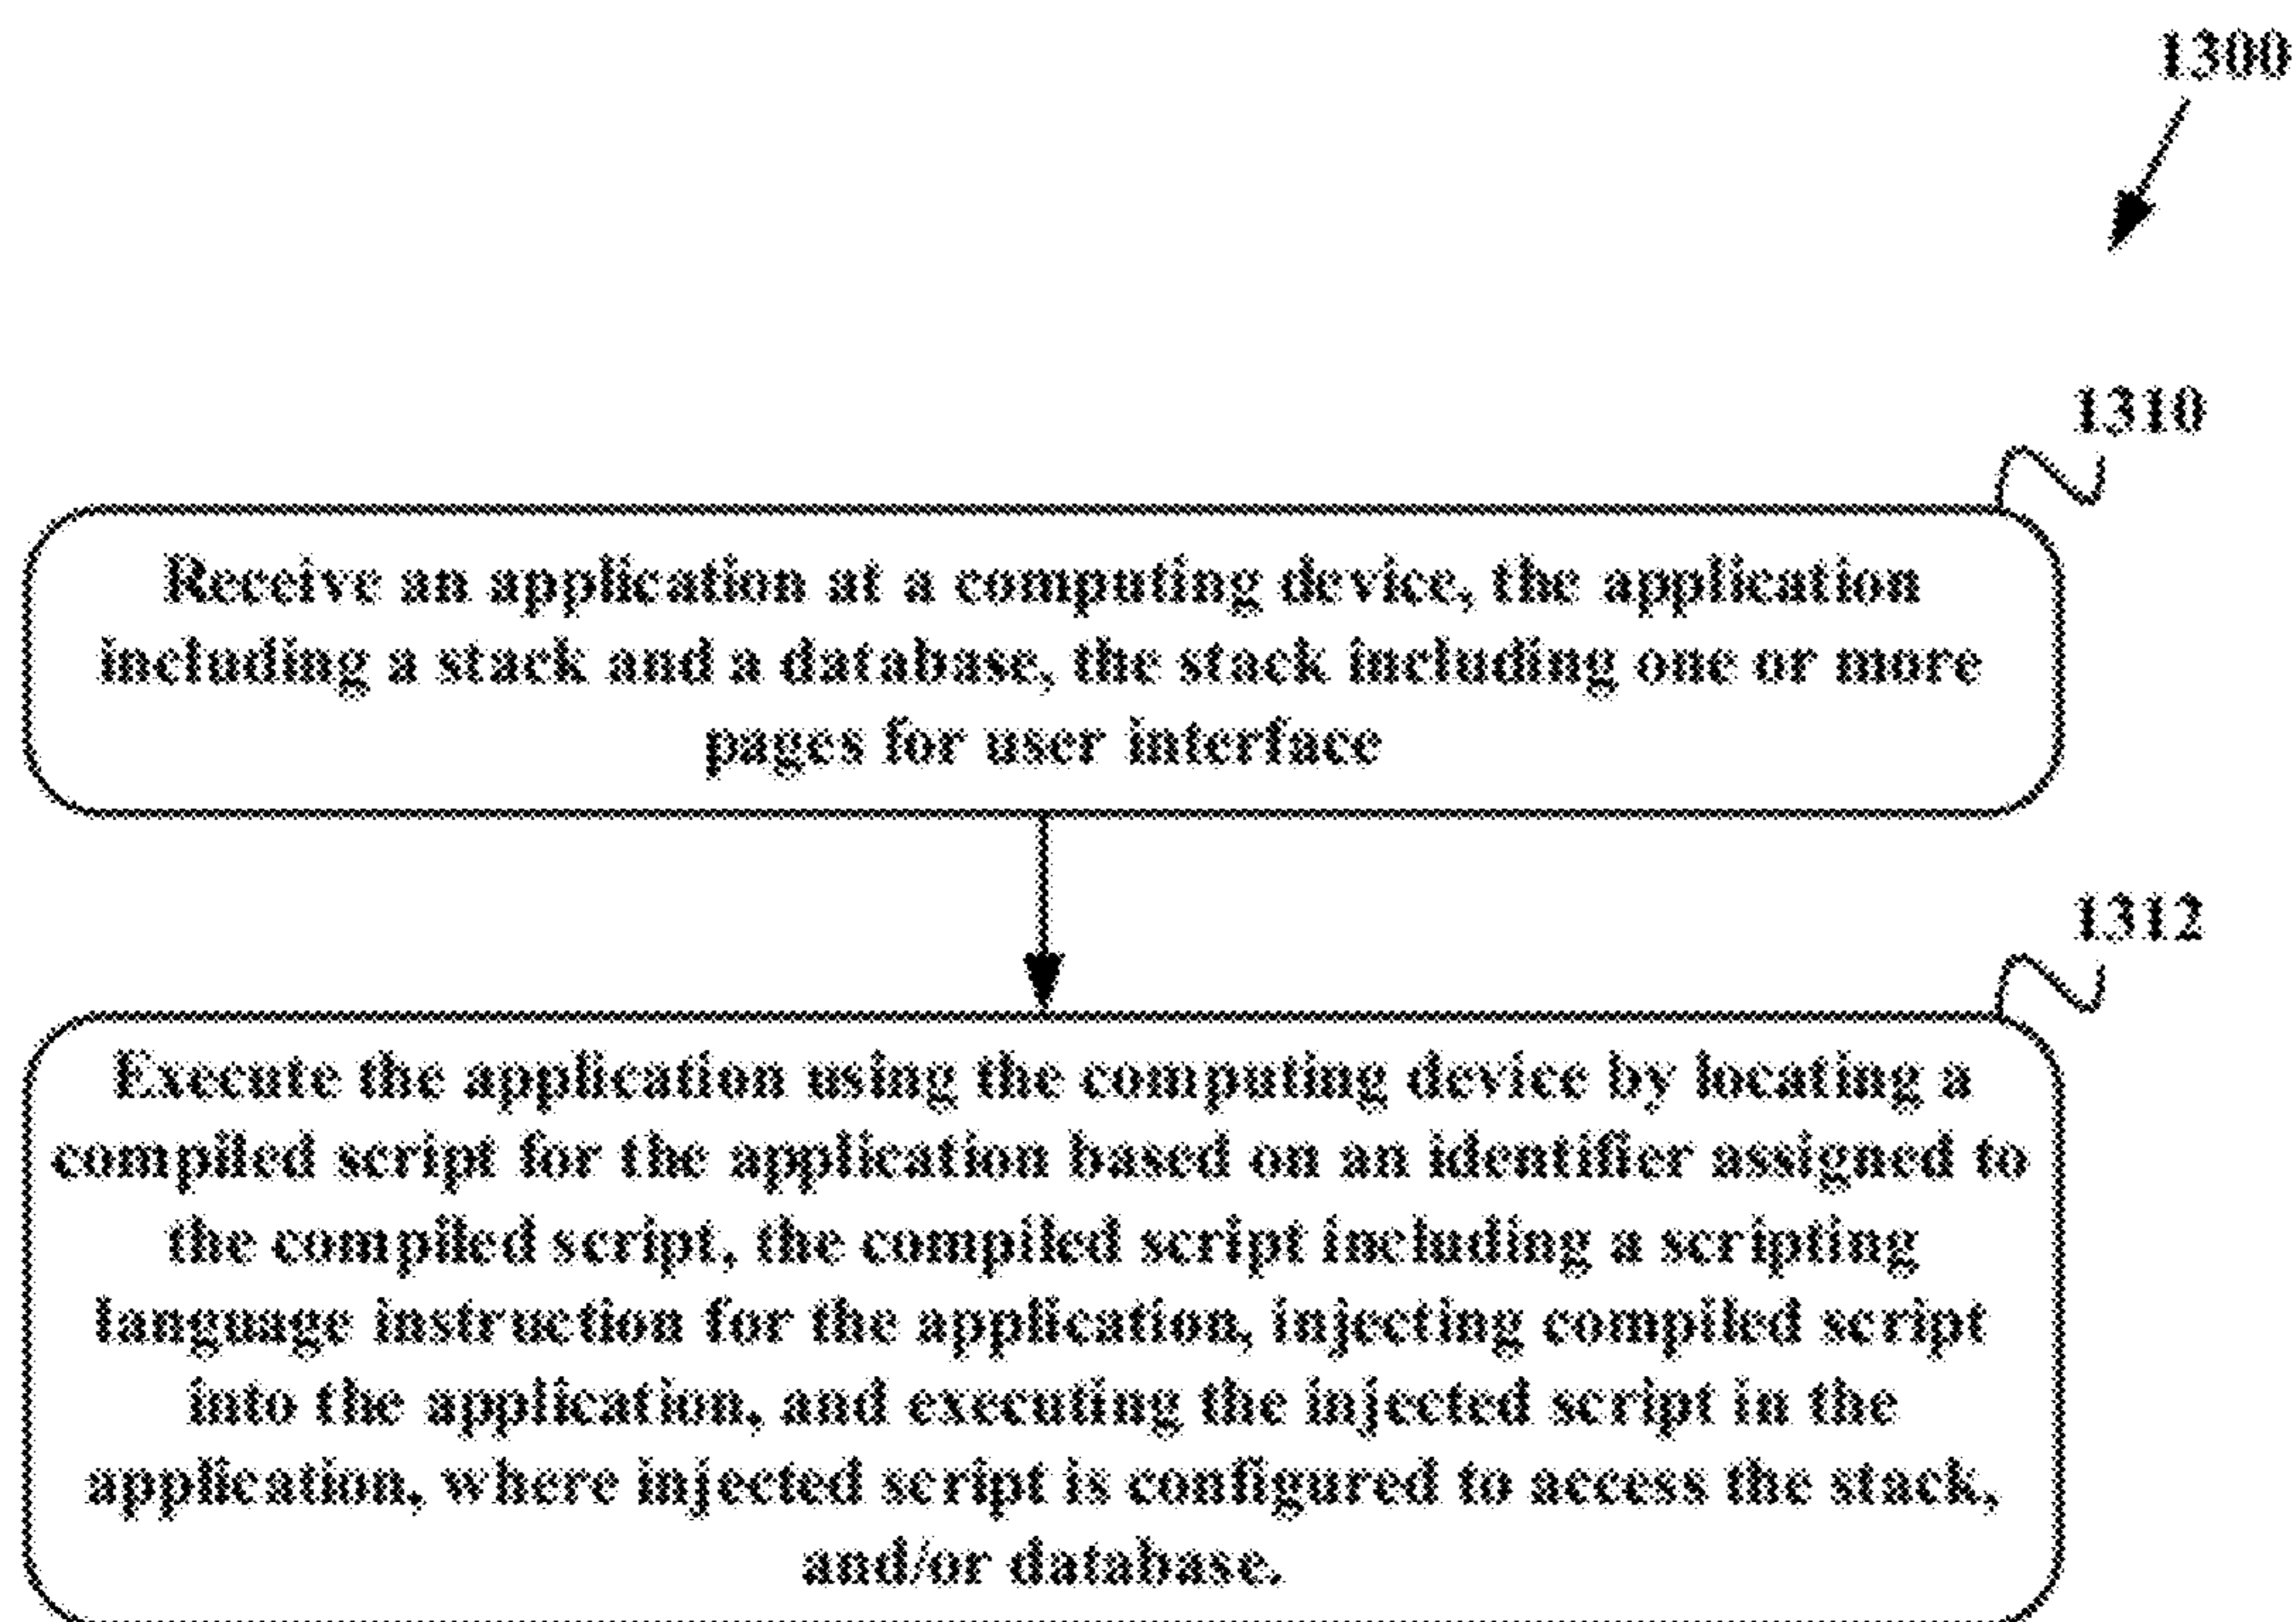 1300
1310
Receive an application at a computing device, the application
including a stack and a database, the stack including one or more
pages for user interface
1312
Execute the application using the computing device by locating a
compiled script for the application based on an identifier assigned to
the compiled script, the compiled script including a scripting
language instruction for the application, injecting compiled script
into the application, and executing the injected script in the
application, where injected script is configured to access the stack,
and/or database.